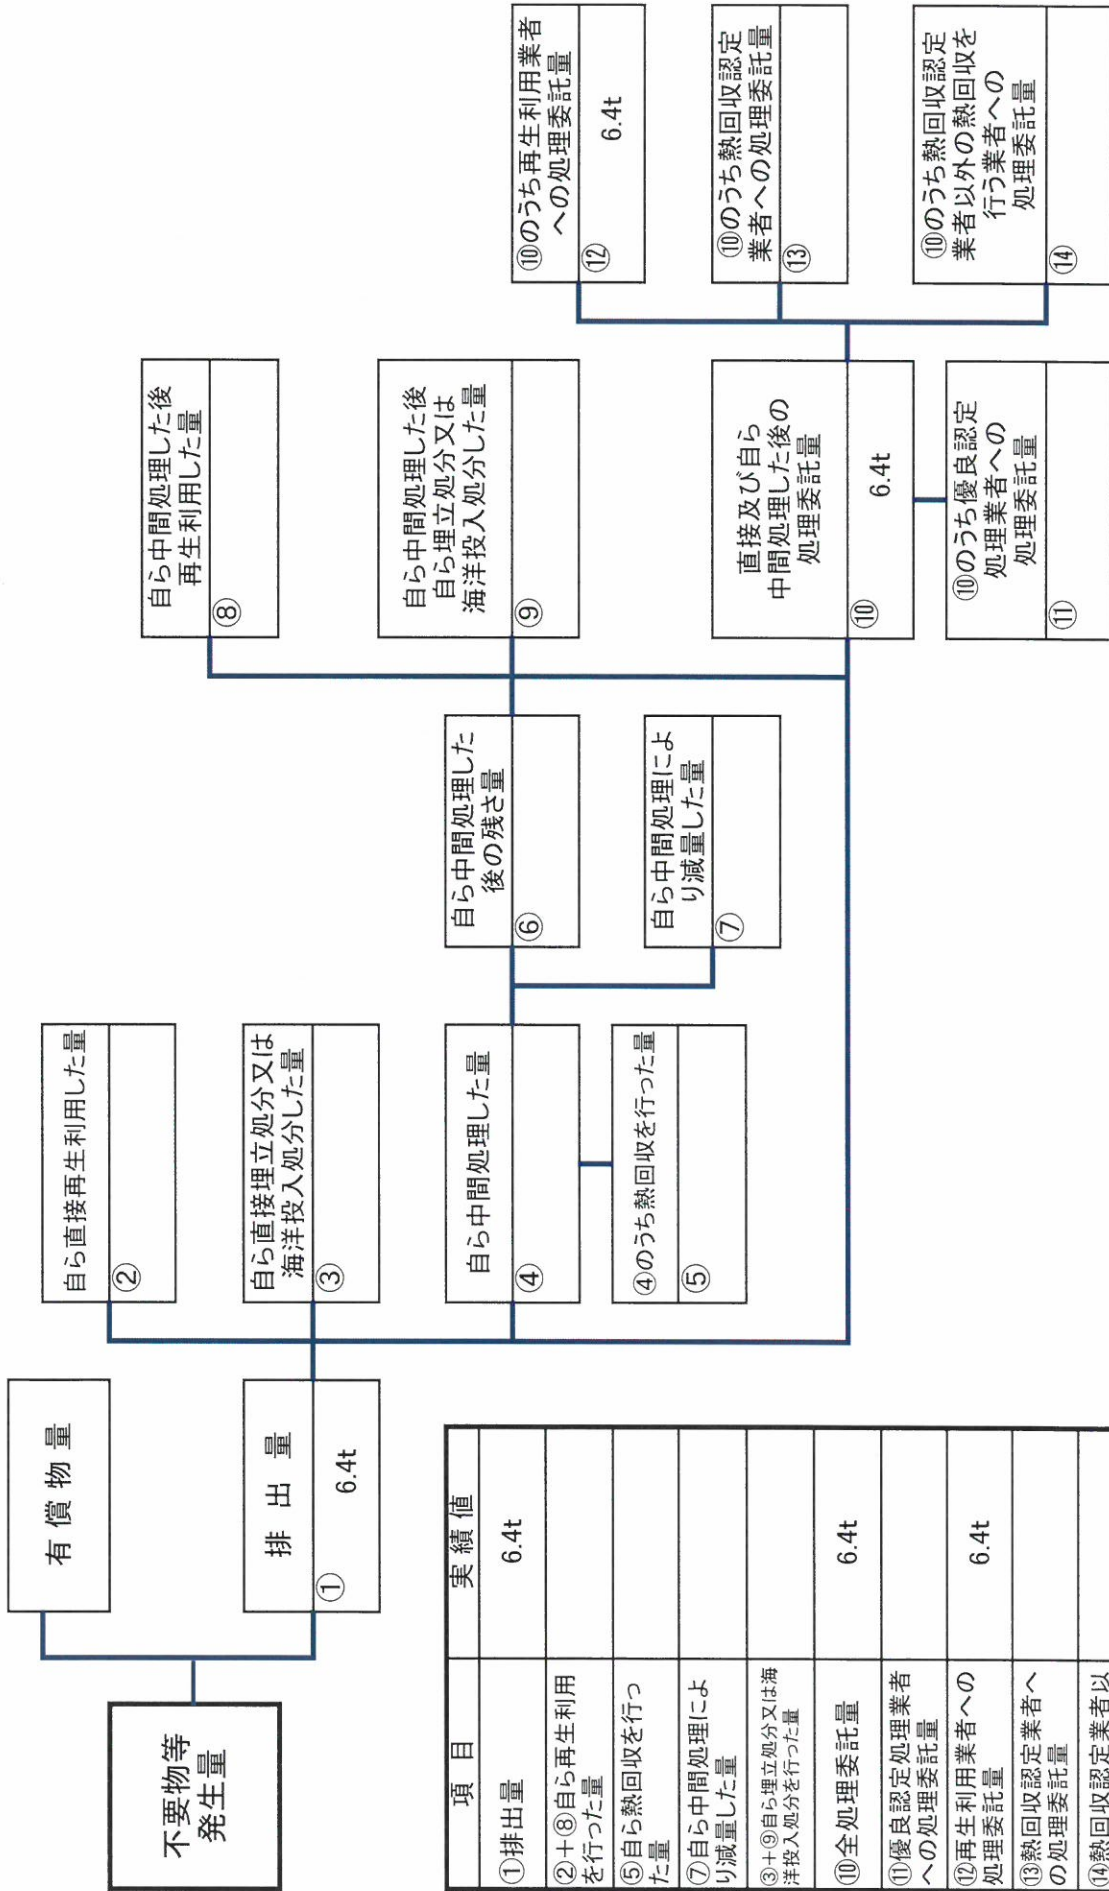 不要物等
発生量
有償物量
排出量
①
6.4t
自ら直接再生利用した量
②
自ら直接埋立処分又は
海洋投入処分した量
③
自ら中間処理した量
④
④のうち熱回収を行った量
⑤
自ら中間処理した
後の残さ量
⑥
自ら中間処理によ
り減量した量
⑦
自ら中間処理した後
再生利用した量
⑧
自ら中間処理した後
自ら埋立処分又は
海洋投入処分した量
⑨
直接及び自ら
中間処理した後の
処理委託量
⑩
6.4t
⑩のうち優良認定
処理業者への
処理委託量
⑪
⑩のうち再生利用業者
への処理委託量
⑫
6.4t
⑩のうち熱回収認定
業者への処理委託量
⑬
⑩のうち熱回収認定
業者以外の熱回収を
行う業者への
処理委託量
⑭
項目
実績値
①排出量
6.4t
②+⑧自ら再生利用
を行った量
⑤自ら熱回収を行っ
た量
⑦自ら中間処理によ
り減量した量
③+⑨自ら埋立処分又は海
洋投入処分を行った量
⑩全処理委託量
6.4t
⑪優良認定処理業者
への処理委託量
⑫再生利用業者への
処理委託量
6.4t
⑬熱回収認定業者へ
の処理委託量
⑭熱回収認定業者以